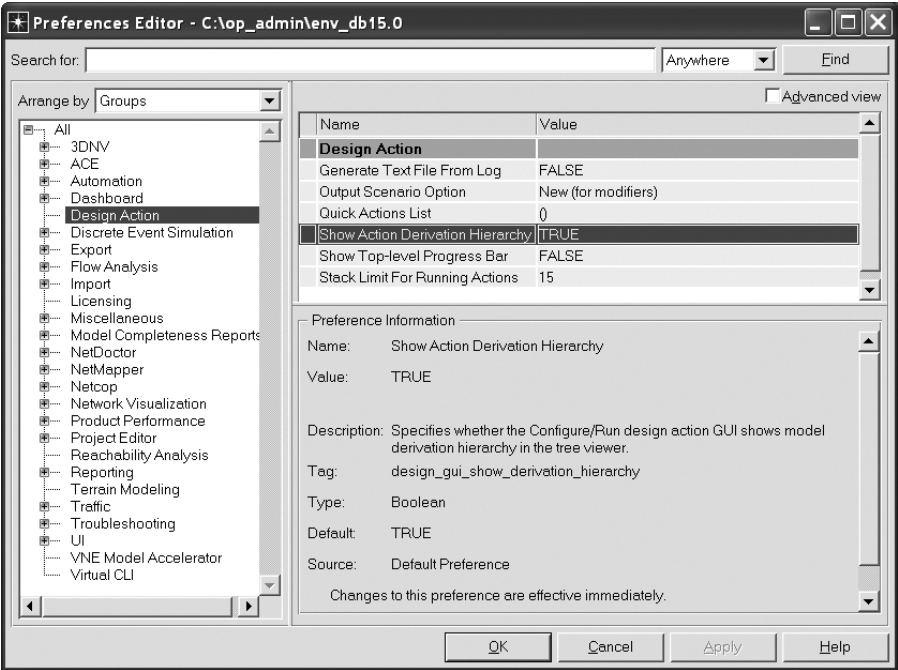 Preferences Editor - C:\op_admin\env_db15.0
Search for: Anywhere Find
Arrange by Groups
Advanced view
All
3DNV
ACE
Automation
Dashboard
Design Action
Discrete Event Simulation
Export
Flow Analysis
Import
Licensing
Miscellaneous
Model Completeness Reports
NetDoctor
NetMapper
Netcop
Network Visualization
Product Performance
Project Editor
Reachability Analysis
Reporting
Terrain Modeling
Traffic
Troubleshooting
UI
VNE Model Accelerator
Virtual CLI
Name Value
Design Action
Generate Text File From Log FALSE
Output Scenario Option New (for modifiers)
Quick Actions List ()
Show Action Derivation Hierarchy TRUE
Show Top-level Progress Bar FALSE
Stack Limit For Running Actions 15
Preference Information
Name: Show Action Derivation Hierarchy
Value: TRUE
Description: Specifies whether the Configure/Run design action GUI shows model
derivation hierarchy in the tree viewer.
Tag: design_gui_show_derivation_hierarchy
Type: Boolean
Default: TRUE
Source: Default Preference
Changes to this preference are effective immediately.
OK Cancel Apply Help